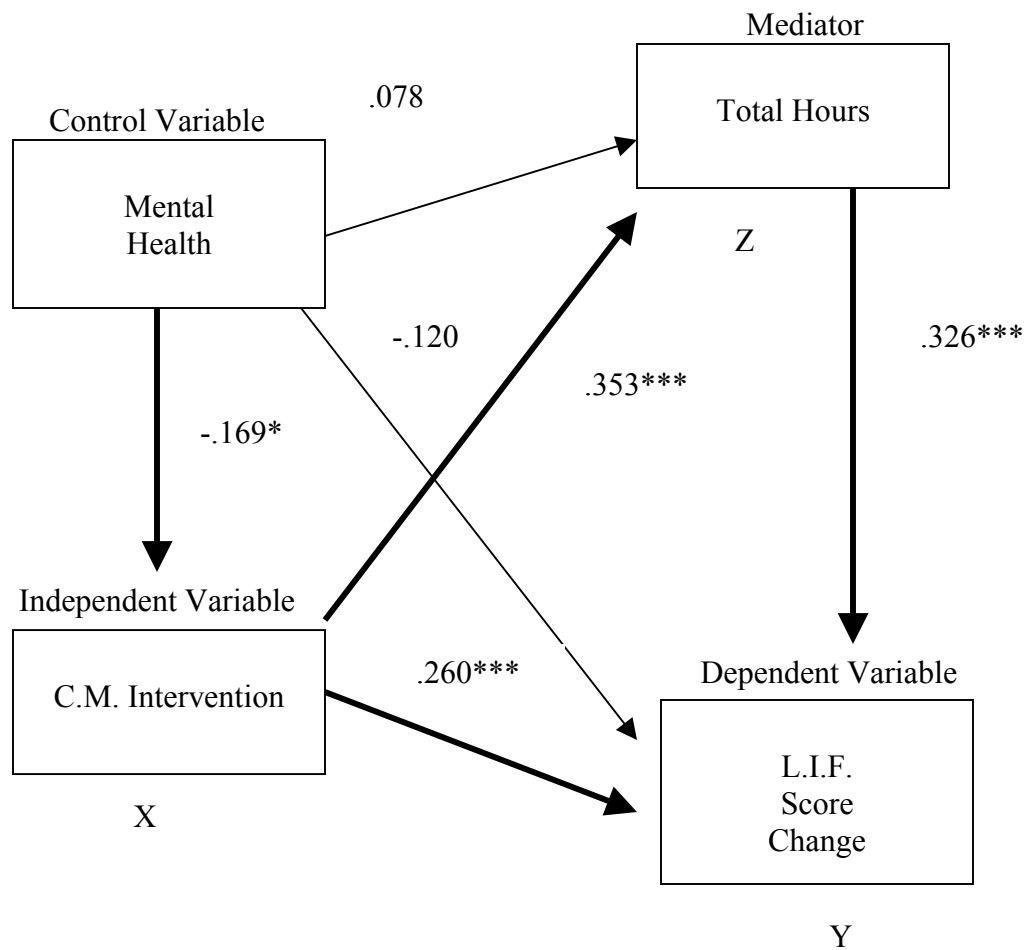 Mediator
Total Hours
Z
.078
Control Variable
Mental
Health
-.120
.353***
.326***
-.169*
Independent Variable
C.M. Intervention
X
.260***
Dependent Variable
L.I.F.
Score
Change
Y